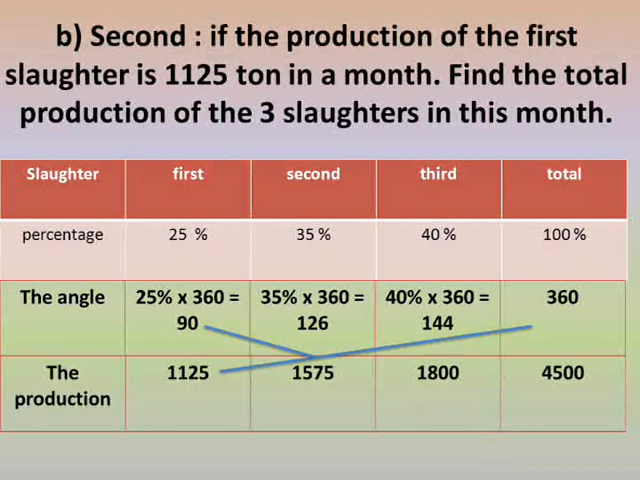 b) Second : if the production of the first
slaughter is 1125 ton in a month. Find the total
production of the 3 slaughters in this month.
Slaughter first second third total
percentage 25 % 35 % 40 % 100 %
The angle 25% x 360 = 35% x 360 = 40% x 360 = 360
90 126 144
The 1125 1575 1800 4500
production